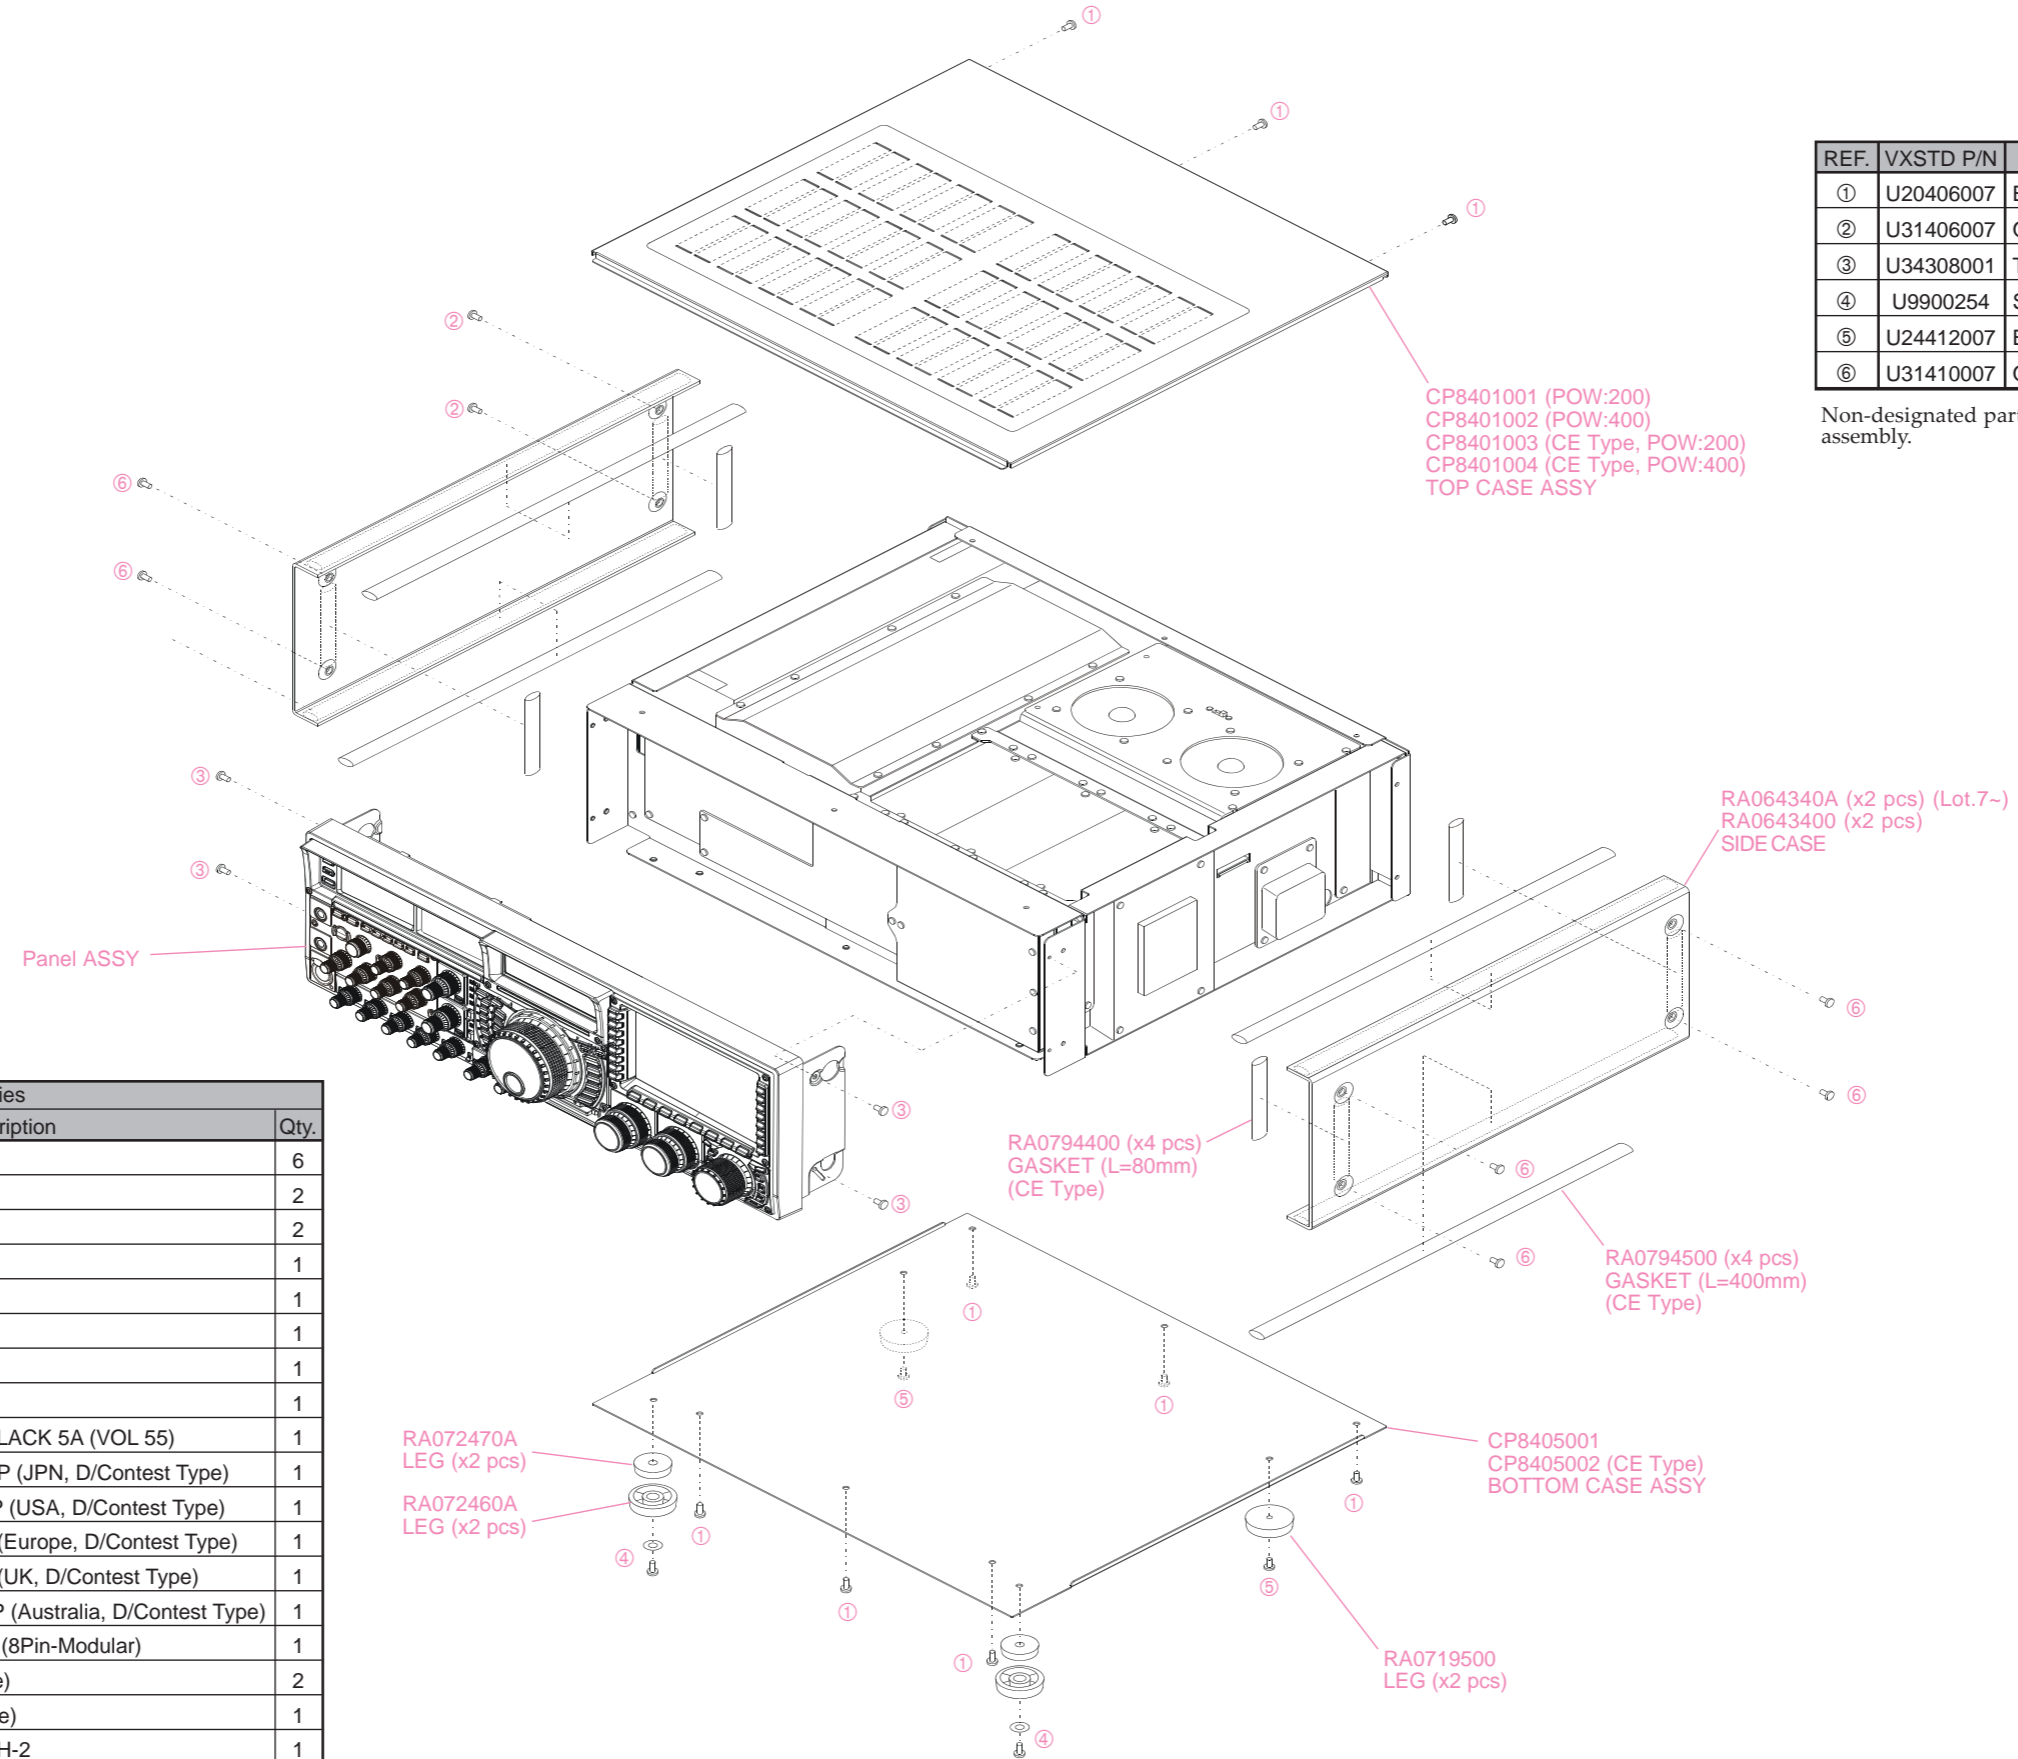 ①
①
①
②
②
⑥
⑥
③
③
Panel ASSY
CP8401001 (POW:200)
CP8401002 (POW:400)
CP8401003 (CE Type, POW:200)
CP8401004 (CE Type, POW:400)
TOP CASE ASSY
REF. VXSTD P/N
① U20406007
② U31406007
③ U34308001
④ U9900254
⑤ U24412007
⑥ U31410007
Non-designated part
assembly.
RA064340A (x2 pcs) (Lot.7~)
RA0643400 (x2 pcs)
SIDE CASE
⑥
⑥
⑥
⑥
③
③
RA0794400 (x4 pcs)
GASKET (L=80mm)
(CE Type)
RA0794500 (x4 pcs)
GASKET (L=400mm)
(CE Type)
①
①
⑤
①
CP8405001
CP8405002 (CE Type)
BOTTOM CASE ASSY
RA072470A
LEG (x2 pcs)
RA072460A
LEG (x2 pcs)
④
①
①
①
④
⑤
RA0719500
LEG (x2 pcs)
ies
ription Qty.
6
2
2
1
1
1
1
1
LACK 5A (VOL 55) 1
P (JPN, D/Contest Type) 1
P (USA, D/Contest Type) 1
(Europe, D/Contest Type) 1
(UK, D/Contest Type) 1
P (Australia, D/Contest Type) 1
(8Pin-Modular) 1
e) 2
e) 1
H-2 1